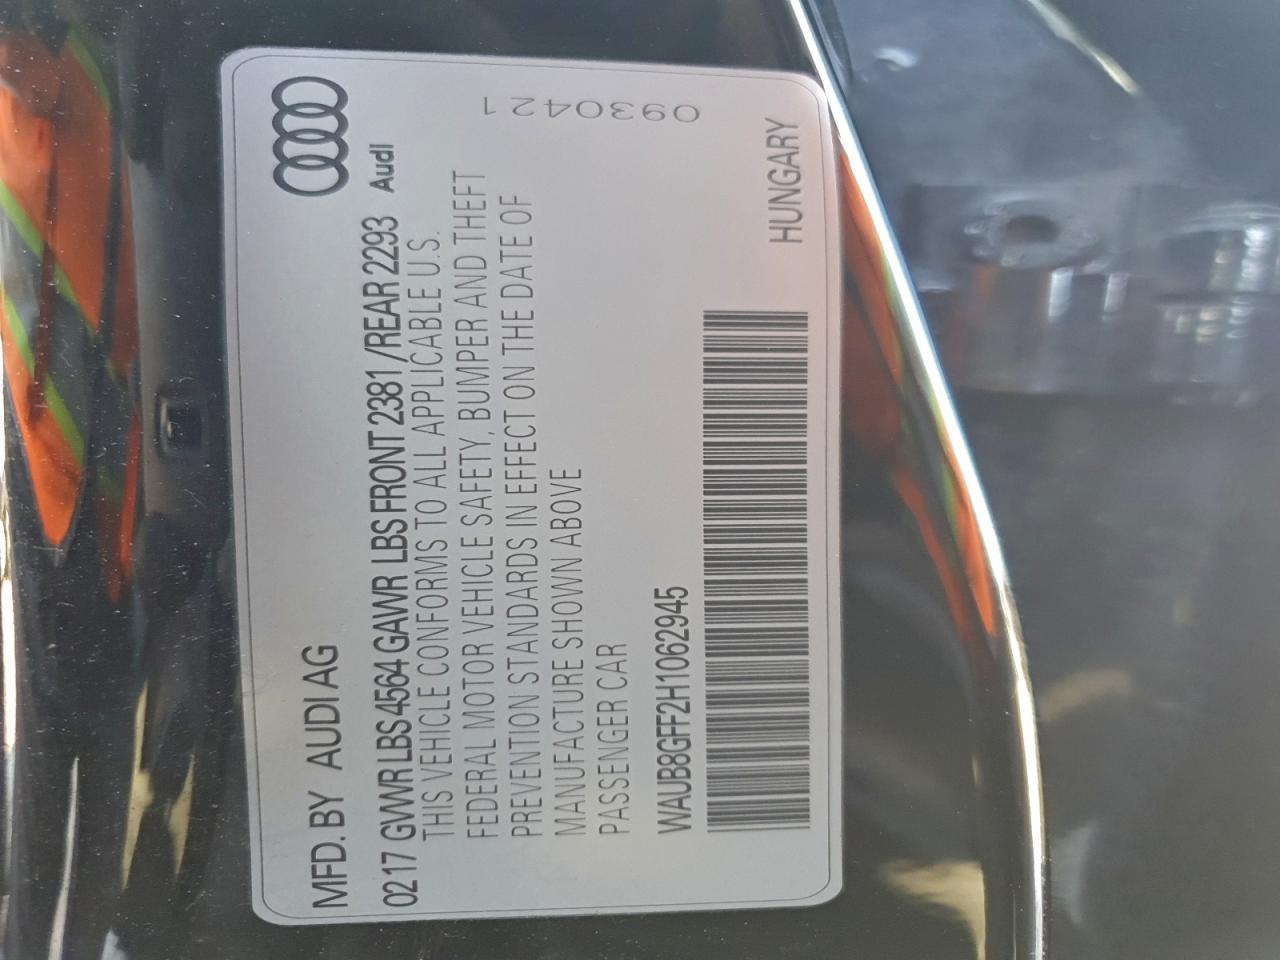 MFD. BY AUDI AG
Audi
0217 GVWR LBS 4564 GAWR LBS FRONT 2381 / REAR 2293
THIS VEHICLE CONFORMS TO ALL APPLICABLE U.S.
FEDERAL MOTOR VEHICLE SAFETY, BUMPER AND THEFT
PREVENTION STANDARDS IN EFFECT ON THE DATE OF
MANUFACTURE SHOWN ABOVE
PASSENGER CAR
WAUB8GFF2H1062945
HUNGARY
0930421